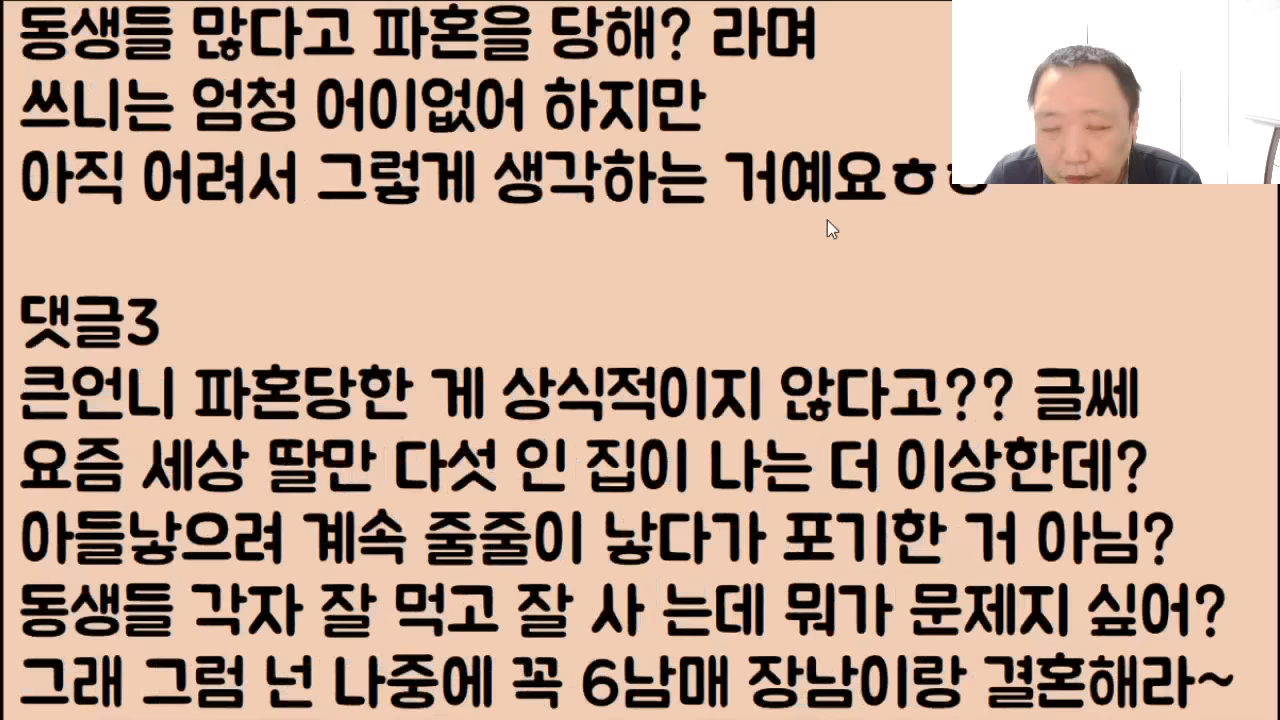 동생들 많다고 파혼을 당해? 라며
쓰니는 엄청 어이없어 하지만
아직 어려서 그렇게 생각하는 거예요ㅎㅎ
댓글3
큰언니 파혼당한 게 상식적이지 않다고?? 글쎄
요즘 세상 딸만 다섯 인 집이 나는 더 이상한데?
아들낳으려 계속 줄줄이 낳다가 포기한 거 아님?
동생들 각자 잘 먹고 잘 사 는데 뭐가 문제지 싶어?
그래 그럼 넌 나중에 꼭 6남매 장남이랑 결혼해라~